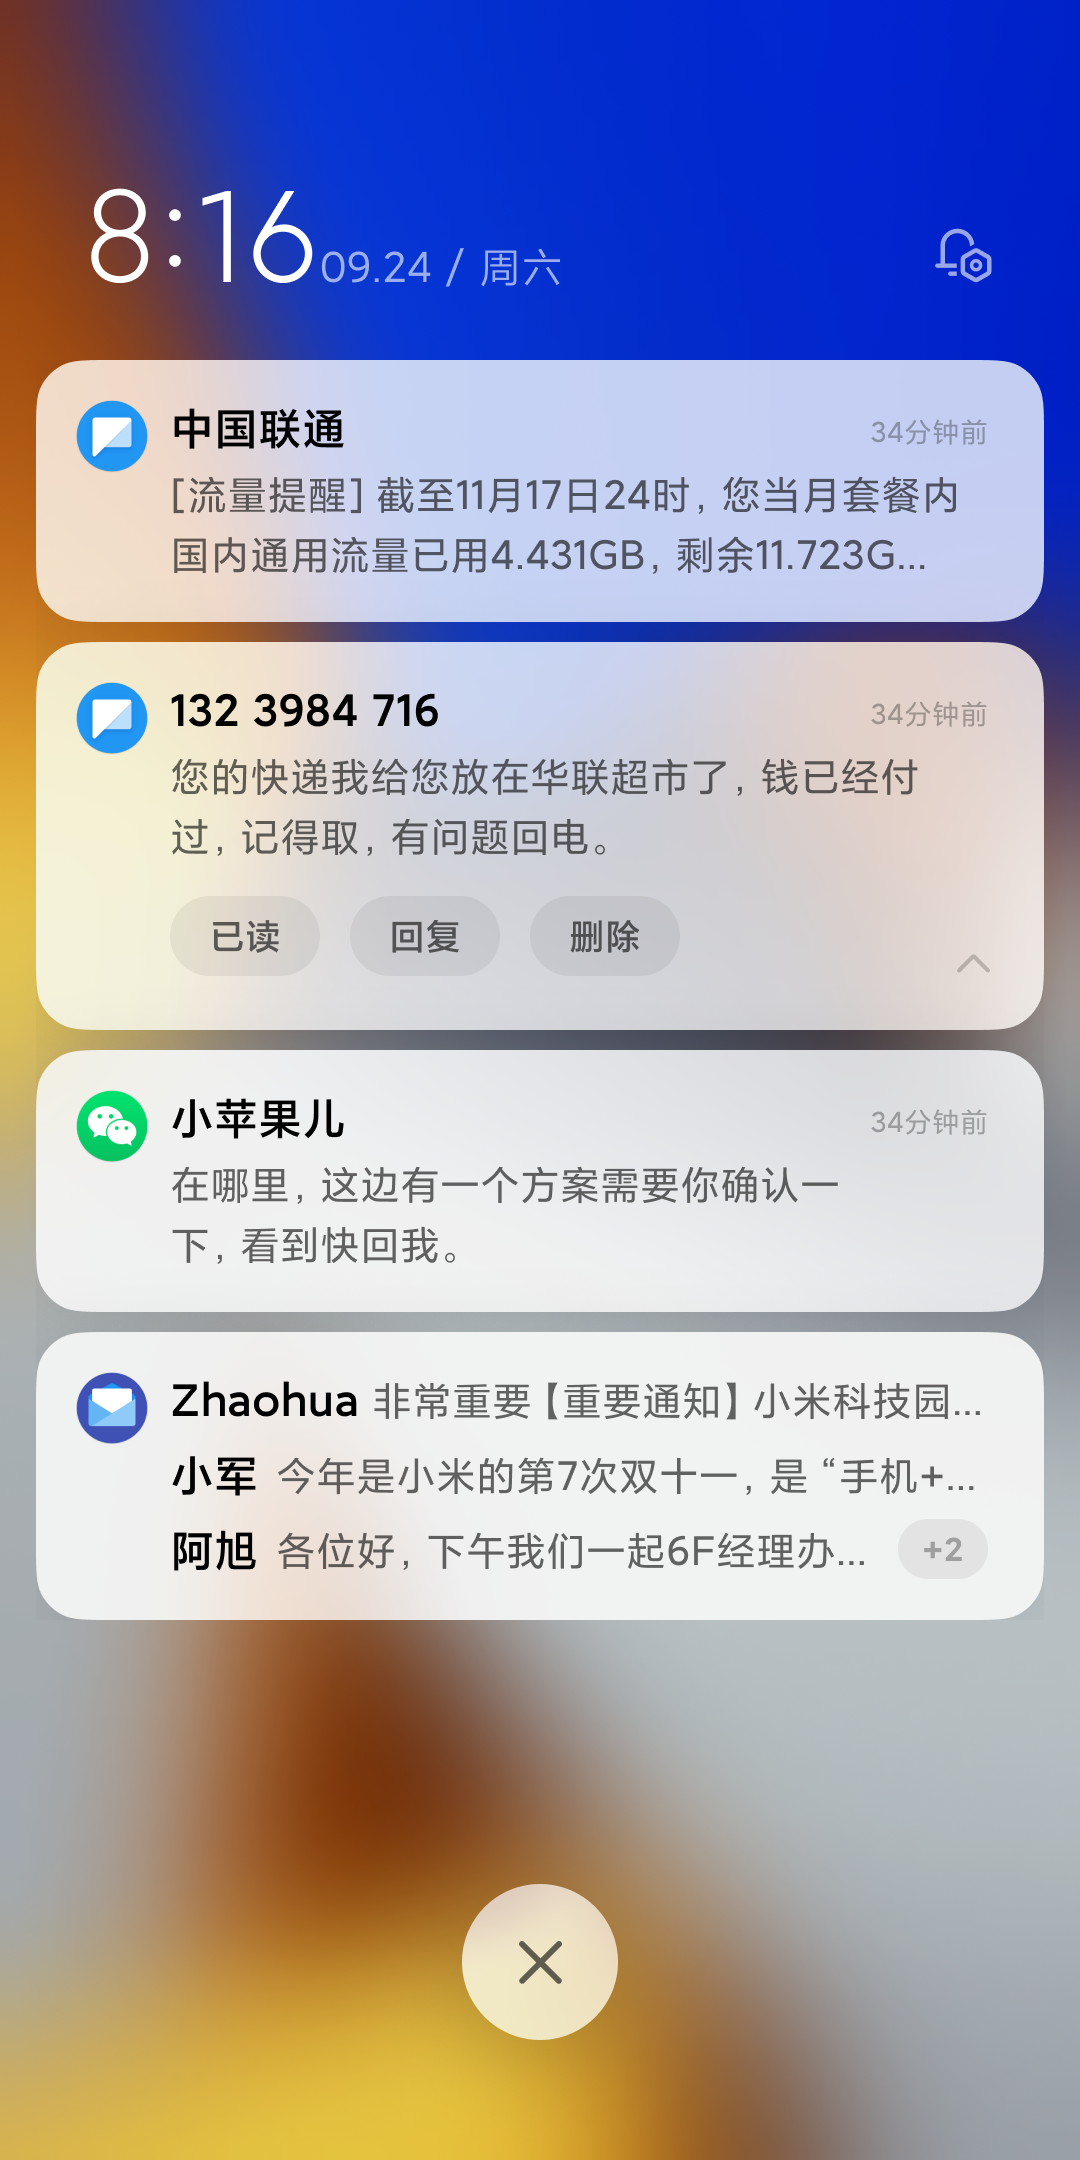 8:16 09.24 / 周六
中国联通 34分钟前
[流量提醒] 截至11月17日24时，您当月套餐内
国内通用流量已用4.431GB，剩余11.723G...
132 3984 716 34分钟前
您的快递我给您放在华联超市了，钱已经付
过，记得取，有问题回电。
已读 回复 删除
小苹果儿 34分钟前
在哪里，这边有一个方案需要你确认一
下，看到快回我。
Zhaohua 非常重要【重要通知】小米科技园...
小军 今年是小米的第7次双十一，是“手机+...
阿旭 各位好，下午我们一起6F经理办... +2